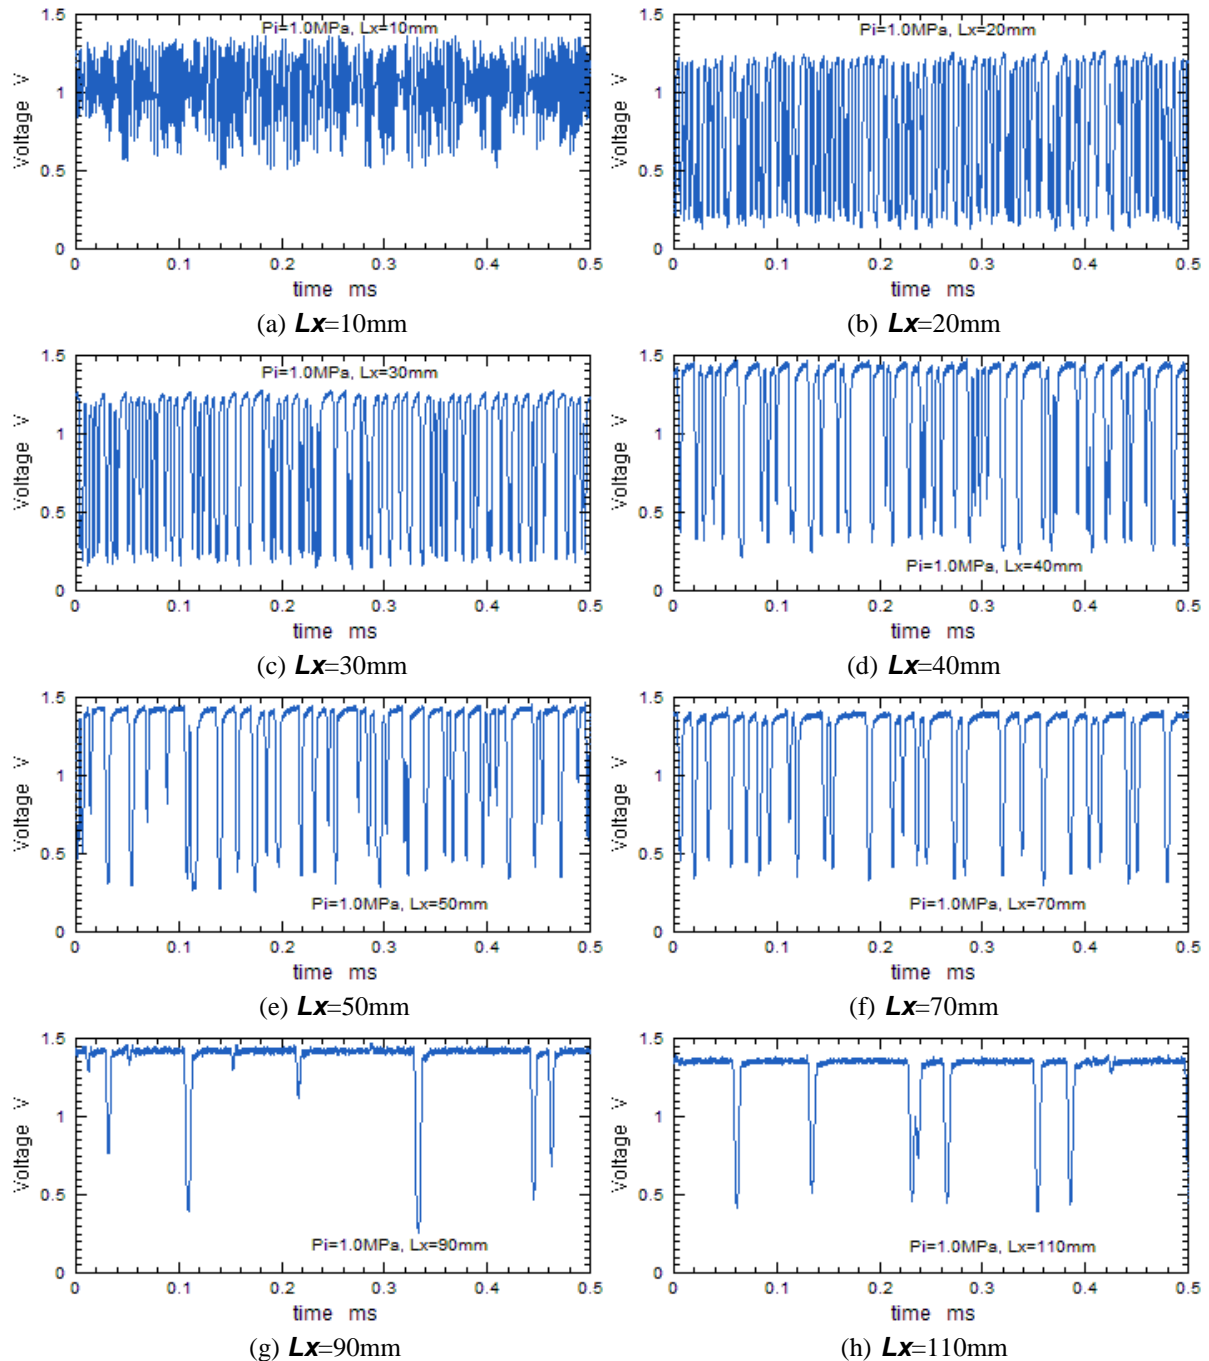 1.5
Pi=1.0MPa, Lx=10mm
1
0.5
0
Voltage V
0 0.1 0.2 0.3 0.4 0.5
time ms
(a) Lx=10mm
1.5
Pi=1.0MPa, Lx=20mm
1
0.5
0
Voltage V
0 0.1 0.2 0.3 0.4 0.5
time ms
(b) Lx=20mm
1.5
Pi=1.0MPa, Lx=30mm
1
0.5
0
Voltage V
0 0.1 0.2 0.3 0.4 0.5
time ms
(c) Lx=30mm
1.5
1
0.5
Pi=1.0MPa, Lx=40mm
0
Voltage V
0 0.1 0.2 0.3 0.4 0.5
time ms
(d) Lx=40mm
1.5
1
0.5
Pi=1.0MPa, Lx=50mm
0
Voltage V
0 0.1 0.2 0.3 0.4 0.5
time ms
(e) Lx=50mm
1.5
1
0.5
Pi=1.0MPa, Lx=70mm
0
Voltage V
0 0.1 0.2 0.3 0.4 0.5
time ms
(f) Lx=70mm
1.5
1
0.5
Pi=1.0MPa, Lx=90mm
0
Voltage V
0 0.1 0.2 0.3 0.4 0.5
time ms
(g) Lx=90mm
1.5
1
0.5
Pi=1.0MPa, Lx=110mm
0
Voltage V
0 0.1 0.2 0.3 0.4 0.5
time ms
(h) Lx=110mm